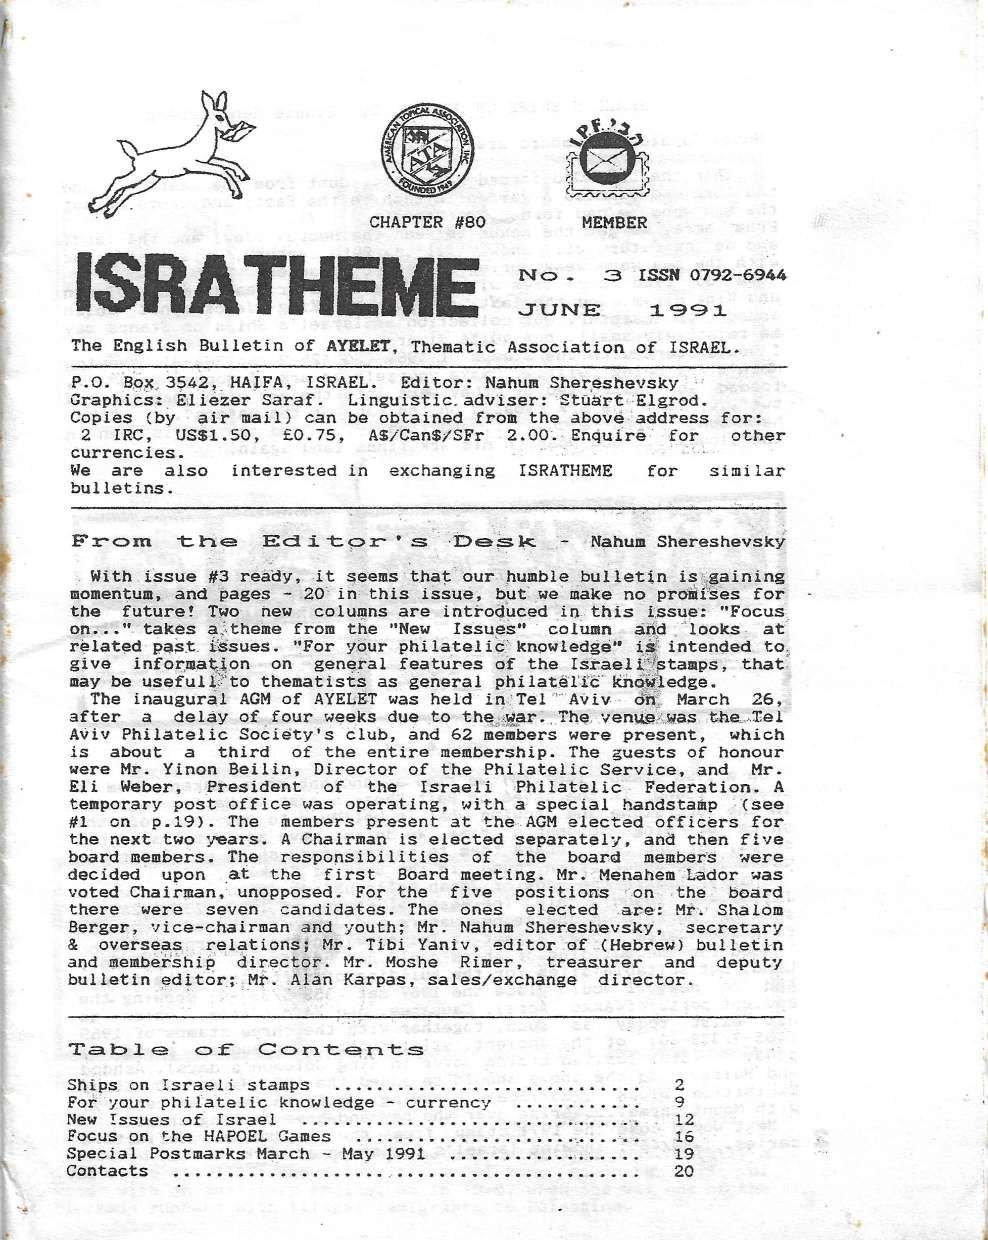 AMERICAN TOPICAL ASSOCIATION, INC.
ATA
FOUNDED 1949
I.P.F. הבי"
CHAPTER #80 MEMBER
ISRATHEME
No. 3 ISSN 0792-6944
JUNE 1991
The English Bulletin of AYELET, Thematic Association of ISRAEL.
P.O. Box 3542, HAIFA, ISRAEL. Editor: Nahum Shereshevsky
Graphics: Eliezer Saraf. Linguistic adviser: Stuart Elgrod.
Copies (by air mail) can be obtained from the above address for:
2 IRC, US$1.50, £0.75, A$/Can$/SFr 2.00. Enquire for other
currencies.
We are also interested in exchanging ISRATHEME for similar
bulletins.
From the Editor's Desk - Nahum Shereshevsky
With issue #3 ready, it seems that our humble bulletin is gaining
momentum, and pages - 20 in this issue, but we make no promises for
the future! Two new columns are introduced in this issue: "Focus
on..." takes a theme from the "New Issues" column and looks at
related past issues. "For your philatelic knowledge" is intended to
give information on general features of the Israeli stamps, that
may be usefull to thematists as general philatelic knowledge.
The inaugural AGM of AYELET was held in Tel Aviv on March 26,
after a delay of four weeks due to the war. The venue was the Tel
Aviv Philatelic Society's club, and 62 members were present, which
is about a third of the entire membership. The guests of honour
were Mr. Yinon Beilin, Director of the Philatelic Service, and Mr.
Eli Weber, President of the Israeli Philatelic Federation. A
temporary post office was operating, with a special handstamp (see
#1 on p.19). The members present at the AGM elected officers for
the next two years. A Chairman is elected separately, and then five
board members. The responsibilities of the board members were
decided upon at the first Board meeting. Mr. Menahem Lador was
voted Chairman, unopposed. For the five positions on the board
there were seven candidates. The ones elected are: Mr. Shalom
Berger, vice-chairman and youth; Mr. Nahum Shereshevsky, secretary
& overseas relations; Mr. Tibi Yaniv, editor of (Hebrew) bulletin
and membership director. Mr. Moshe Rimer, treasurer and deputy
bulletin editor; Mr. Alan Karpas, sales/exchange director.
Table of Contents
Ships on Israeli stamps ............................. 2
For your philatelic knowledge - currency ............ 9
New Issues of Israel ................................ 12
Focus on the HAPOEL Games ........................... 16
Special Postmarks March - May 1991 .................. 19
Contacts ............................................ 20